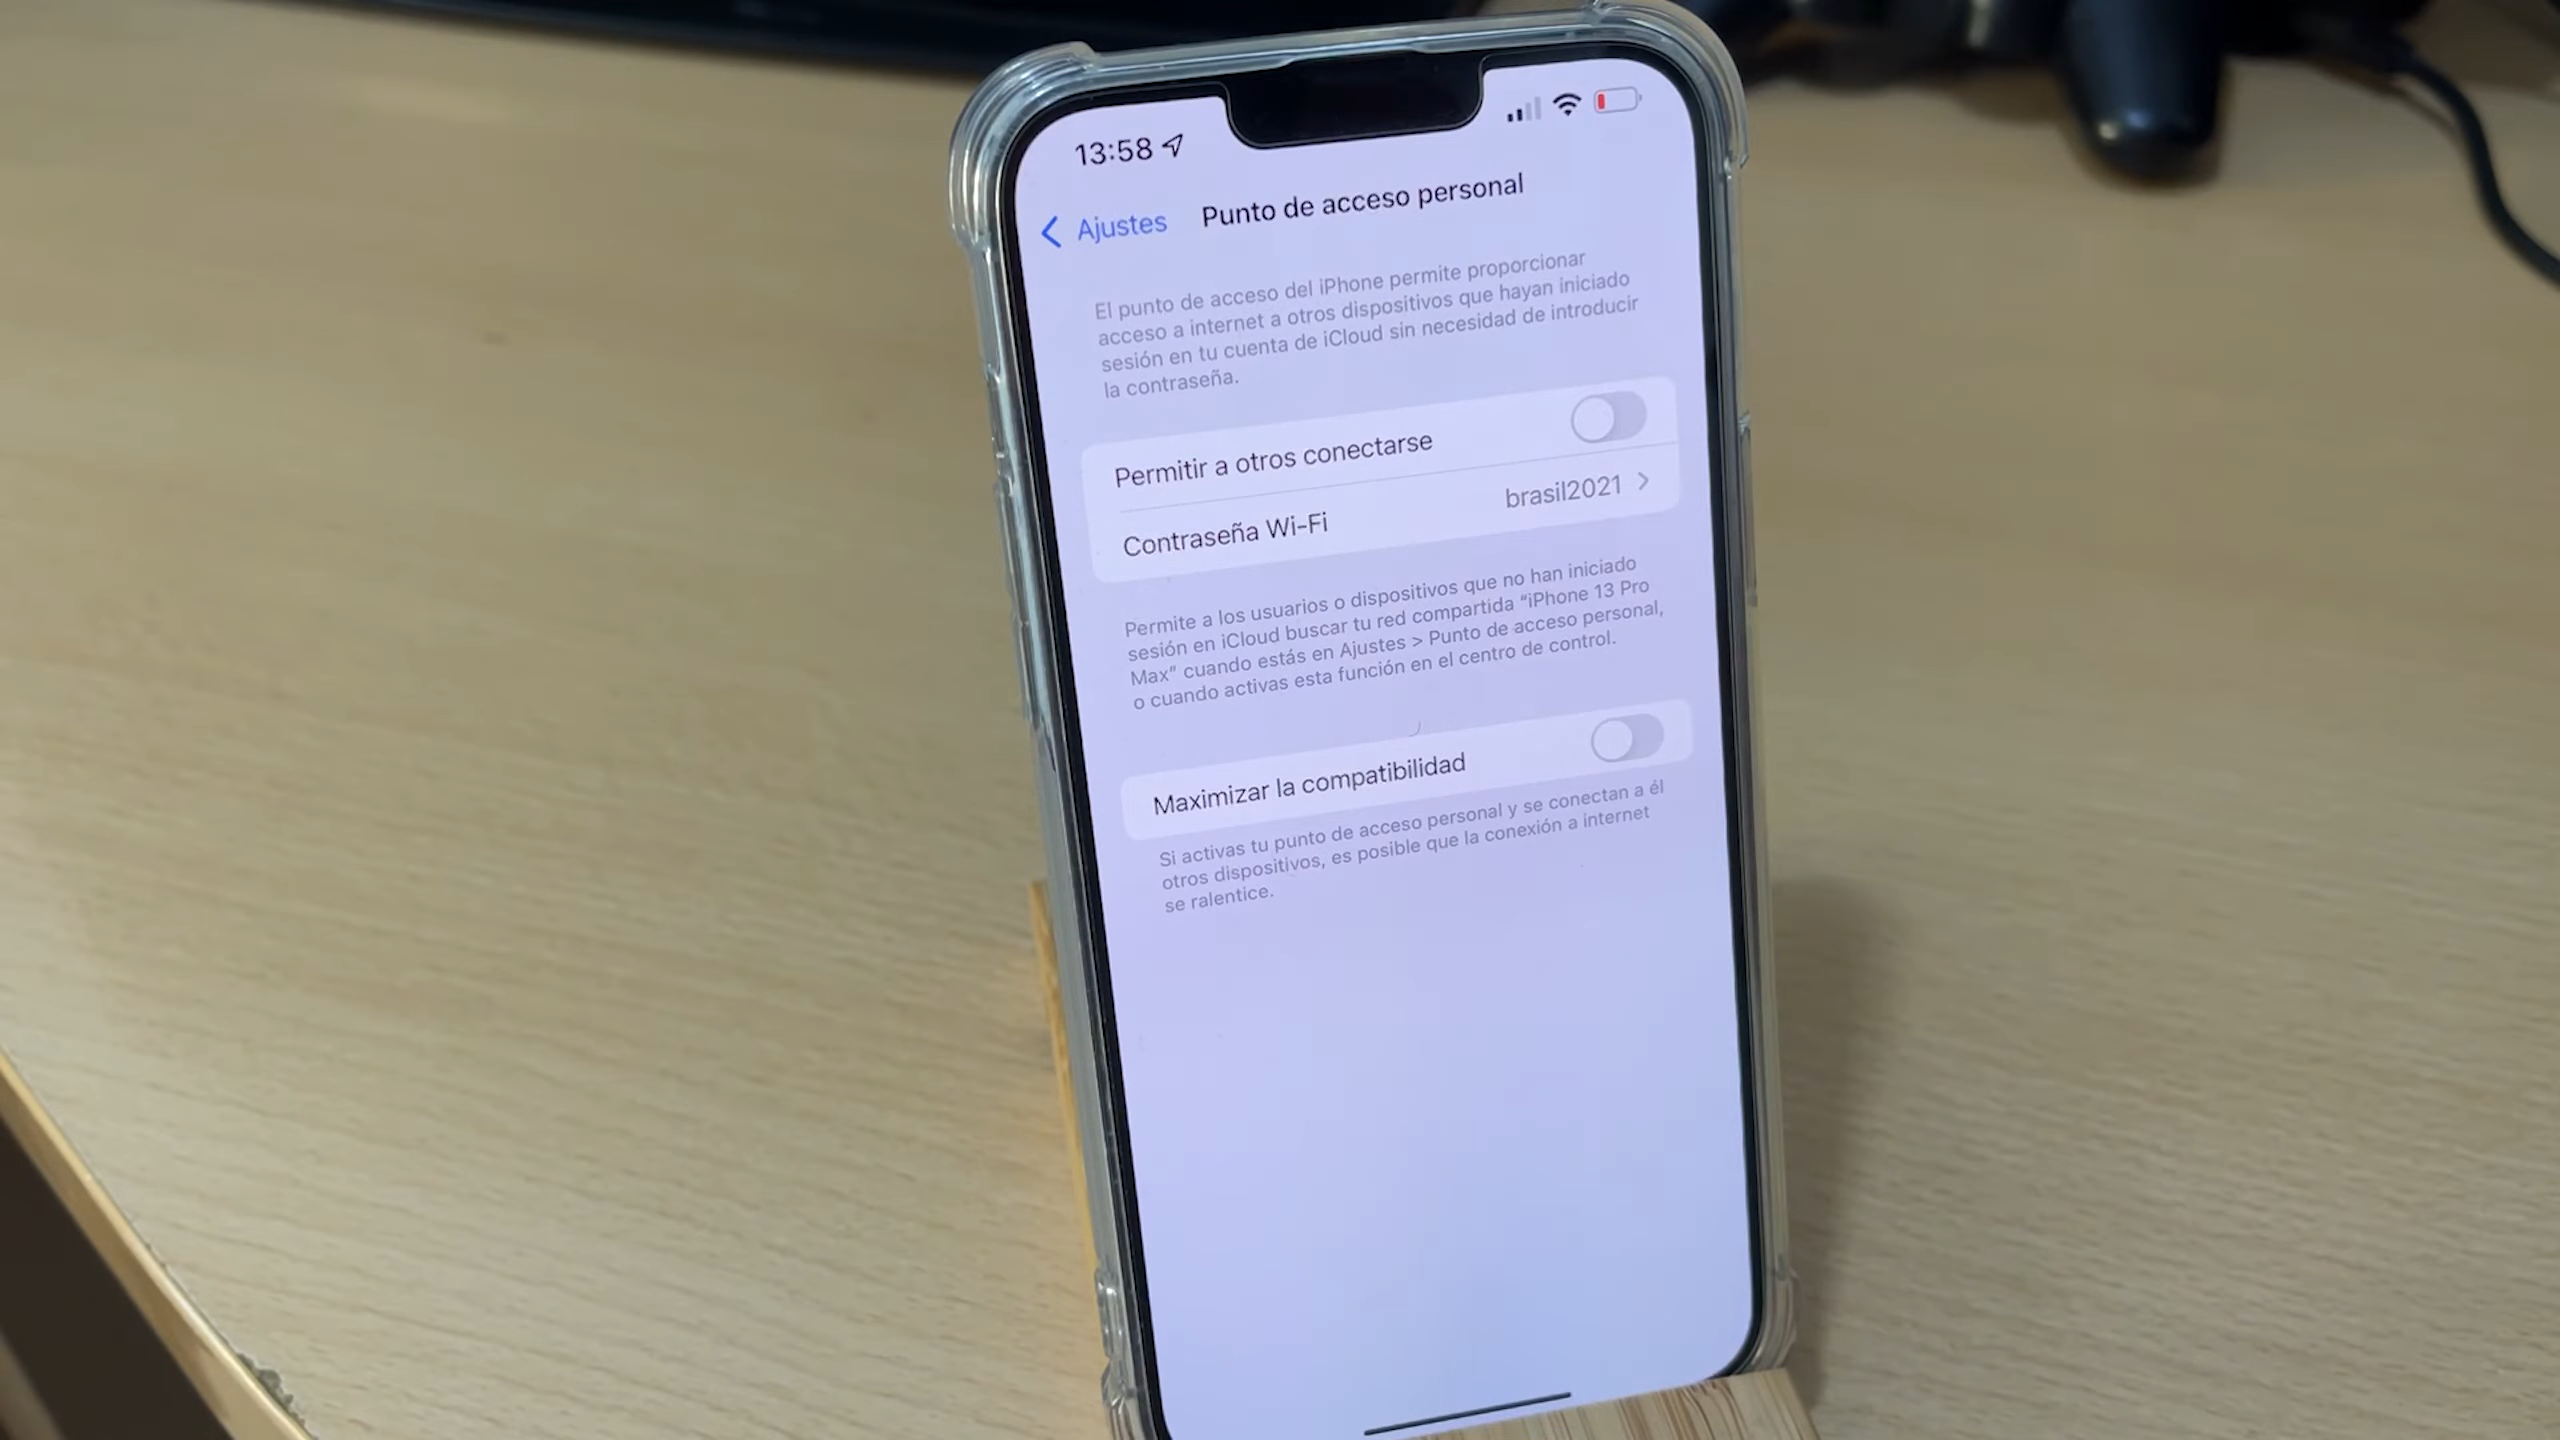 13:58
Ajustes
Punto de acceso personal
El punto de acceso del iPhone permite proporcionar
acceso a internet a otros dispositivos que hayan iniciado
sesión en tu cuenta de iCloud sin necesidad de introducir
la contraseña.
Permitir a otros conectarse
Contraseña Wi-Fi brasil2021
Permite a los usuarios o dispositivos que no han iniciado
sesión en iCloud buscar tu red compartida “iPhone 13 Pro
Max” cuando estás en Ajustes > Punto de acceso personal,
o cuando activas esta función en el centro de control.
Maximizar la compatibilidad
Si activas tu punto de acceso personal y se conectan a él
otros dispositivos, es posible que la conexión a internet
se ralentice.